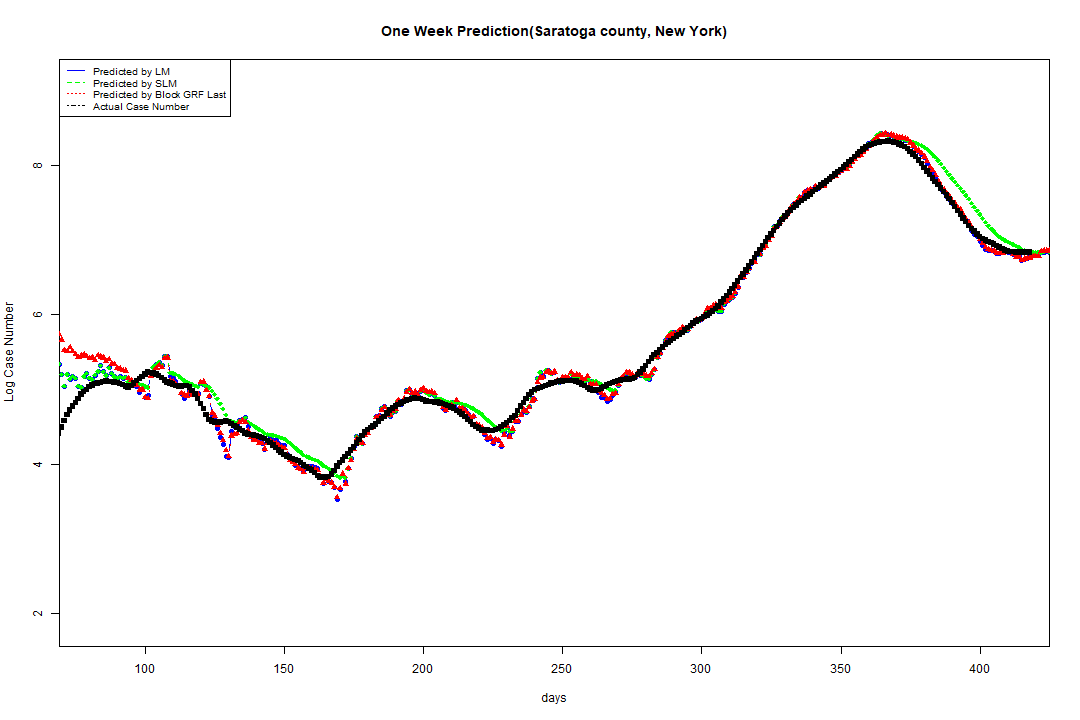 One Week Prediction(Saratoga county, New York)
Predicted by LM
Predicted by SLM
Predicted by Block GRF Last
Actual Case Number
Log Case Number
8
6
4
2
100 150 200 250 300 350 400
days